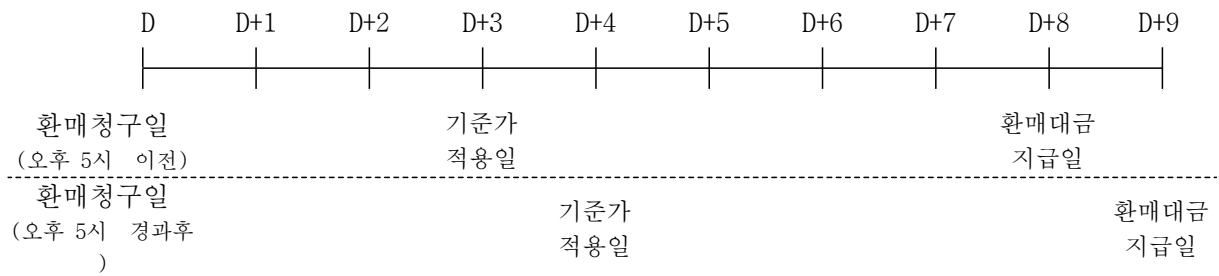 D D+1 D+2 D+3 D+4 D+5 D+6 D+7 D+8 D+9
환매청구일 기준가 환매대금
(오후 5시 이전) 적용일 지급일
환매청구일 기준가 환매대금
(오후 5시 경과후 적용일 지급일
)